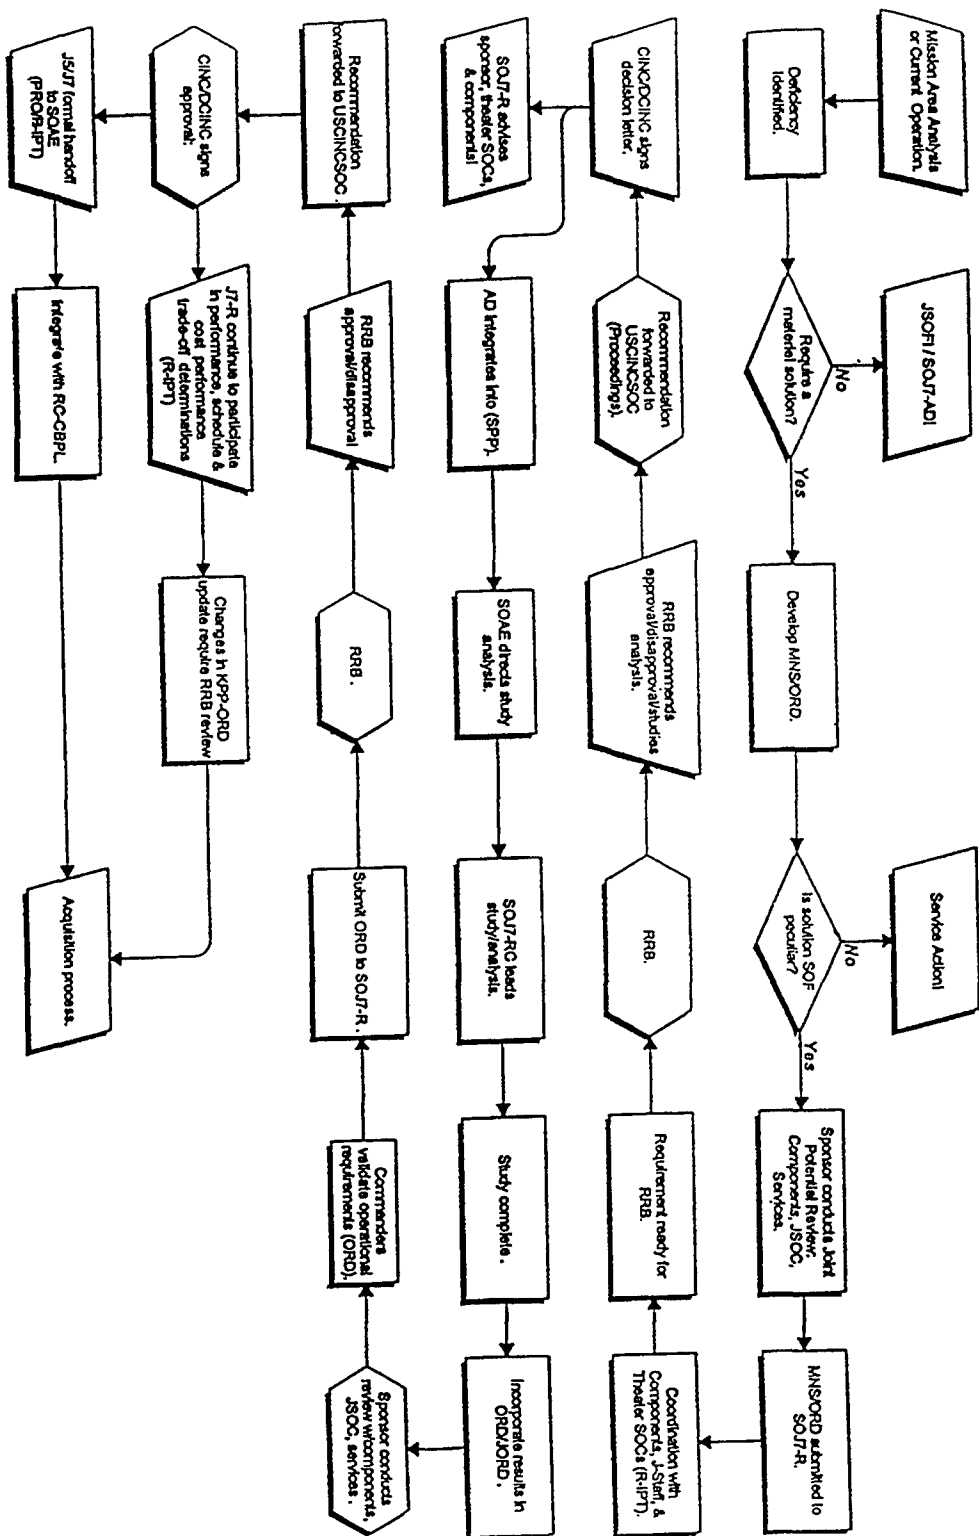 Mission Area Analysis
or Current Operation.
Deficiency
Identified.
Require a
material solution?
No
JSOFI / SOJ7-ADI
Yes
Develop MNS/ORD.
Is solution SOF
peculiar?
No
Service Action!
Yes
Sponsor conducts Joint
Potential Review:
Components, JSOC,
Services.
MNS/ORD submitted to
SOJ7-R.
Coordination with
Components, J-Staff, &
Theater SOCs (R-IPT).
Requirement ready for
RRB.
RRB.
RRB recommends
approval/disapproval/studies
analysis.
Recommendation
forwarded to
USCINCSOC
(Proceedings).
CINC/DCINC signs
decision letter.
SOJ7-R advises
sponsor, theater SOCs,
& components!
AD Integrates into (SPP).
SOAE directs study
analysis.
SOJ7-RC leads
study/analysis.
Study complete .
Incorporate results in
ORD/JORD .
Sponsor conducts
review w/components,
JSOC, services .
Commanders
validate operational
requirements (ORD).
Submit ORD to SOJ7-R .
RRB .
RRB recommends
approval/disapproval
Recommendation
forwarded to USCINCSOC .
CINC/DCINC signs
approval:
J7-R continue to participate
in performance, schedule &
cost performance
trade-off determinations
(R-IPT)
Changes in KPP-ORD
update require RRB review
J5/J7 formal handoff
to SOAE
(PRO/R-IPT)
Integrate with RC-CBPL.
Acquisition process.